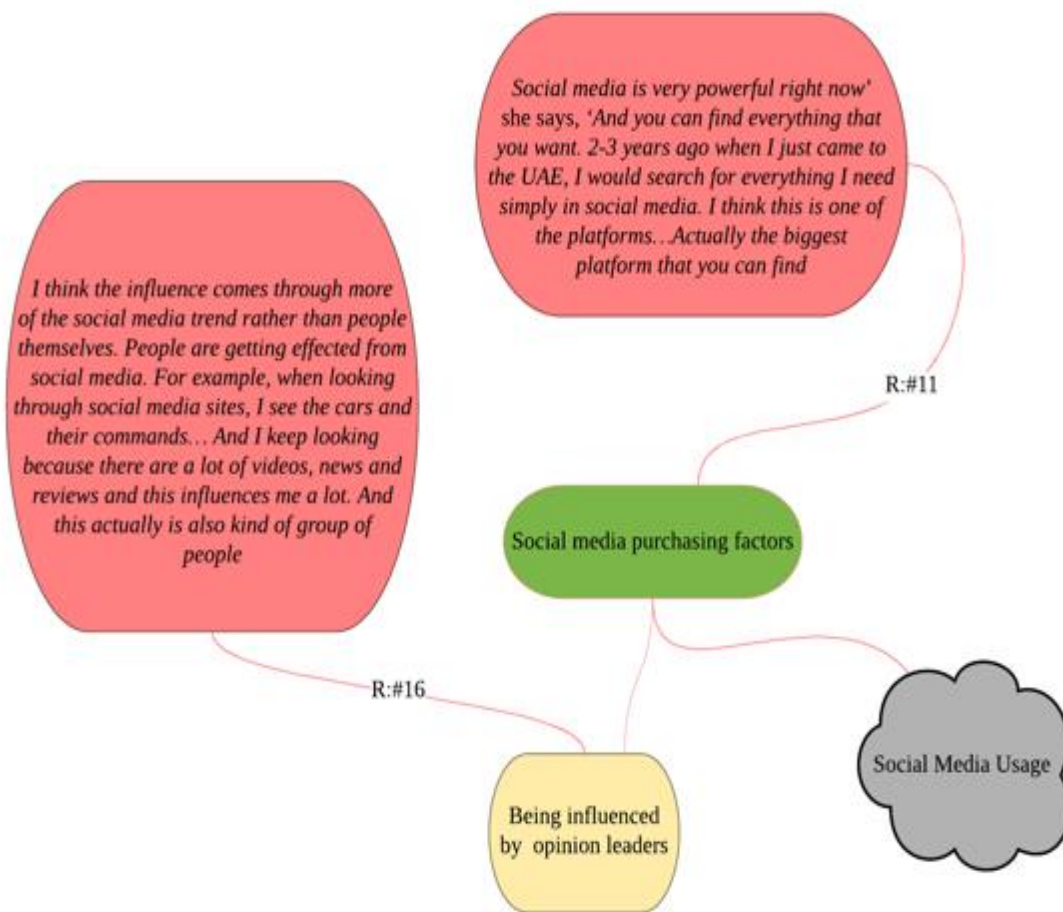 Social media is very powerful right now'
she says, 'And you can find everything that
you want. 2-3 years ago when I just came to
the UAE, I would search for everything I need
simply in social media. I think this is one of
the platforms…Actually the biggest
platform that you can find
I think the influence comes through more
of the social media trend rather than people
themselves. People are getting effected from
social media. For example, when looking
through social media sites, I see the cars and
their commands… And I keep looking
because there are a lot of videos, news and
reviews and this influences me a lot. And
this actually is also kind of group of
people
R:#11
Social media purchasing factors
R:#16
Social Media Usage
Being influenced
by opinion leaders